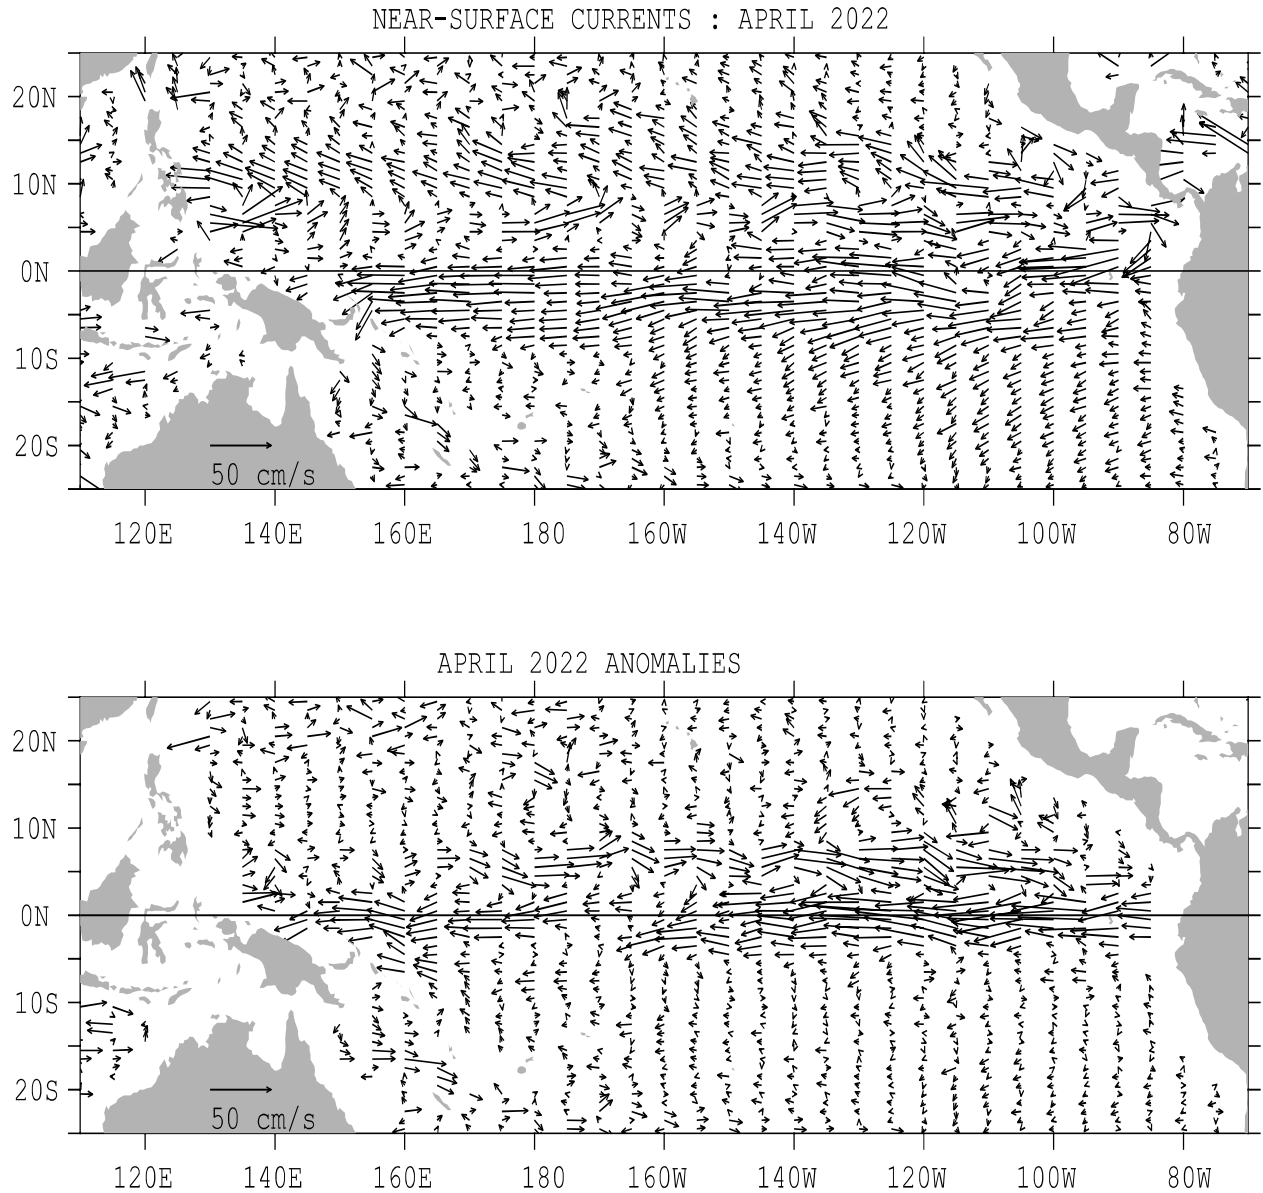 NEAR-SURFACE CURRENTS : APRIL 2022
20N
10N
0N
10S
20S
50 cm/s
120E 140E 160E 180 160W 140W 120W 100W 80W
APRIL 2022 ANOMALIES
20N
10N
0N
10S
20S
50 cm/s
120E 140E 160E 180 160W 140W 120W 100W 80W